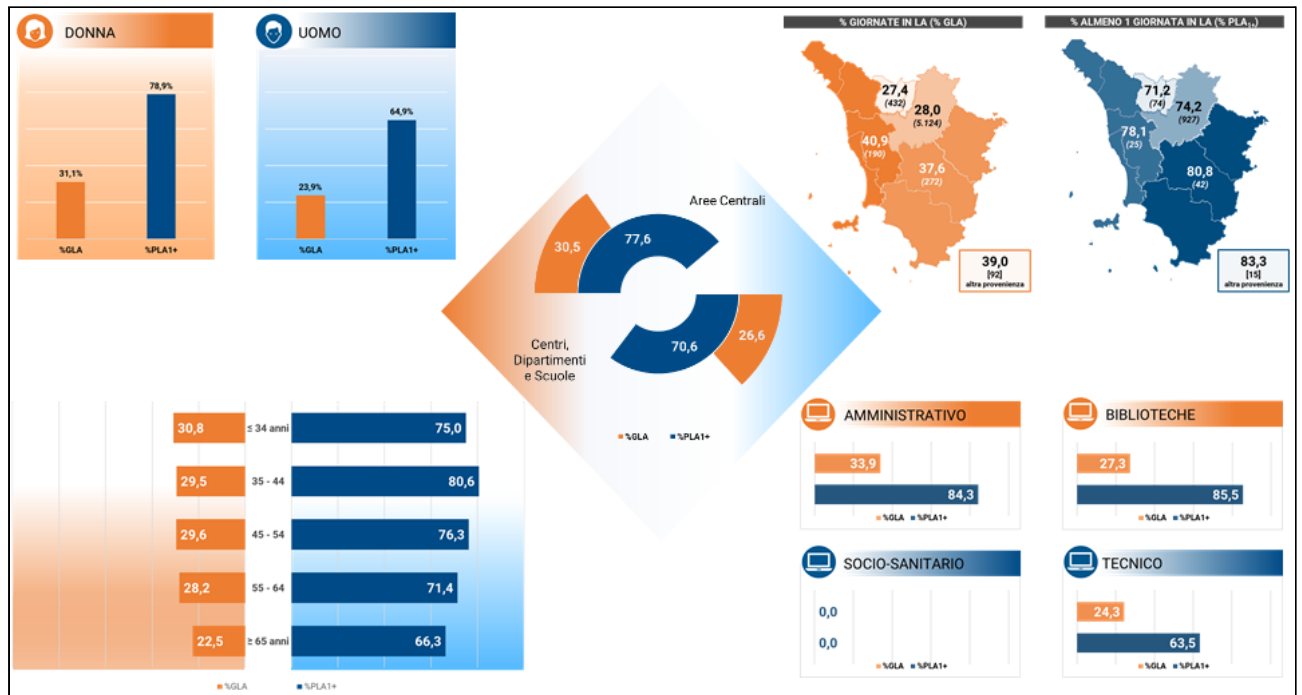 DONNA
78,9%
31,1%
%GLA
%PLA1+
UOMO
64,9%
23,9%
%GLA
%PLA1+
% GIORNATE IN LA (% GLA)
27,4
(432)
28,0
(5.124)
40,9
(190)
37,6
(272)
39,0
[92]
altra provenienza
% ALMENO 1 GIORNATA IN LA (% PLA1+)
71,2
(74)
74,2
(927)
78,1
(25)
80,8
(42)
83,3
[15]
altra provenienza
Aree Centrali
30,5
77,6
70,6
26,6
Centri,
Dipartimenti
e Scuole
%GLA
%PLA1+
30,8 ≤ 34 anni 75,0
29,5 35 - 44 80,6
29,6 45 - 54 76,3
28,2 55 - 64 71,4
22,5 ≥ 65 anni 66,3
%GLA %PLA1+
AMMINISTRATIVO
33,9
84,3
%GLA %PLA1+
BIBLIOTECHE
27,3
85,5
%GLA %PLA1+
SOCIO-SANITARIO
0,0
0,0
%GLA %PLA1+
TECNICO
24,3
63,5
%GLA %PLA1+